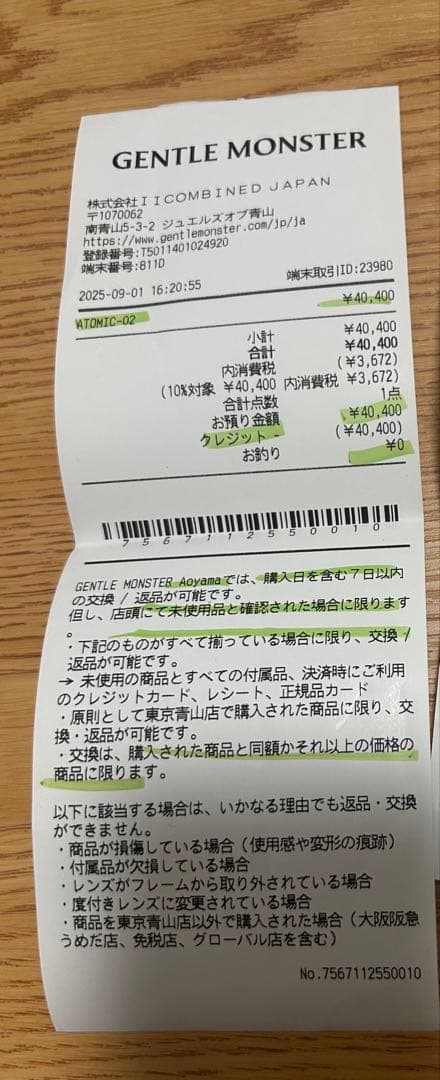 GENTLE MONSTER
株式会社ＩＩＣＯＭＢＩＮＥＤ ＪＡＰＡＮ
〒1070062
南青山5-3-2 ジュエルズオブ青山
https://www.gentlemonster.com/jp/ja
登録番号:T5011401024920
端末番号:811D
2025-09-01 16:20:55 端末取引ID:23980
ATOMIC-02 ¥40,400
小計 ¥40,400
合計 ¥40,400
内消費税 (¥3,672)
(10%対象 ¥40,400 内消費税 ¥3,672)
合計点数 1点
お預り金額 ¥40,400
クレジット (¥40,400)
お釣り ¥0
7567112550010
GENTLE MONSTER Aoyamaでは、購入日を含む７日以内
の交換 / 返品が可能です。
但し、店頭にて未使用品と確認された場合に限ります
。
・下記のものがすべて揃っている場合に限り、交換 /
返品が可能です。
→ 未使用の商品とすべての付属品、決済時にご利用
のクレジットカード、レシート、正規品カード
・原則として東京青山店で購入された商品に限り、交
換・返品が可能です。
・交換は、購入された商品と同額かそれ以上の価格の
商品に限ります。
以下に該当する場合は、いかなる理由でも返品・交換
ができません。
・商品が損傷している場合（使用感や変形の痕跡）
・付属品が欠損している場合
・レンズがフレームから取り外されている場合
・度付きレンズに変更されている場合
・商品を東京青山店以外で購入された場合（大阪阪急
うめだ店、免税店、グローバル店を含む）
No.7567112550010